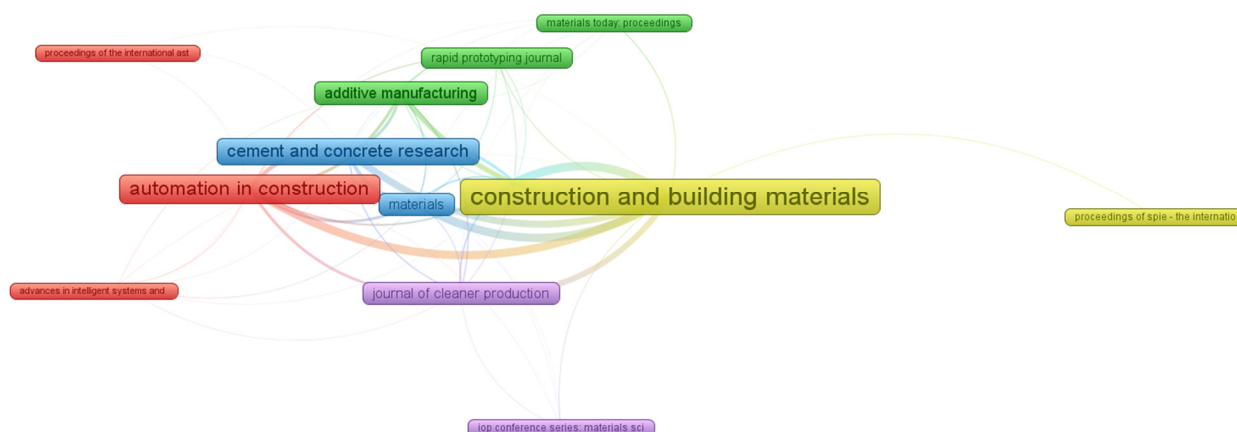 materials today: proceedings
proceedings of the international ast
rapid prototyping journal
additive manufacturing
cement and concrete research
automation in construction
materials
construction and building materials
proceedings of spie - the internatio
advances in intelligent systems and
journal of cleaner production
iop conference series: materials sci